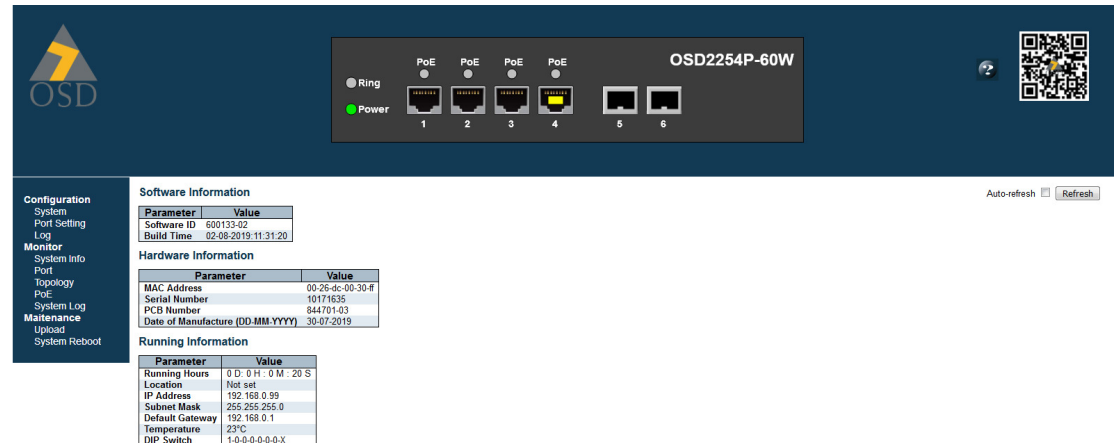 OSD
OSD2254P-60W
PoE PoE PoE PoE
Ring
Power
1 2 3 4 5 6
?
Configuration
System
Port Setting
Log
Monitor
System Info
Port
Topology
PoE
System Log
Maitenance
Upload
System Reboot
Auto-refresh Refresh
Software Information
Parameter Value
Software ID 600133-02
Build Time 02-08-2019:11:31:20
Hardware Information
Parameter Value
MAC Address 00-26-dc-00-30-ff
Serial Number 10171635
PCB Number 844701-03
Date of Manufacture (DD-MM-YYYY) 30-07-2019
Running Information
Parameter Value
Running Hours 0 D: 0 H : 0 M : 20 S
Location Not set
IP Address 192.168.0.99
Subnet Mask 255.255.255.0
Default Gateway 192.168.0.1
Temperature 23°C
DIP Switch 1-0-0-0-0-0-X